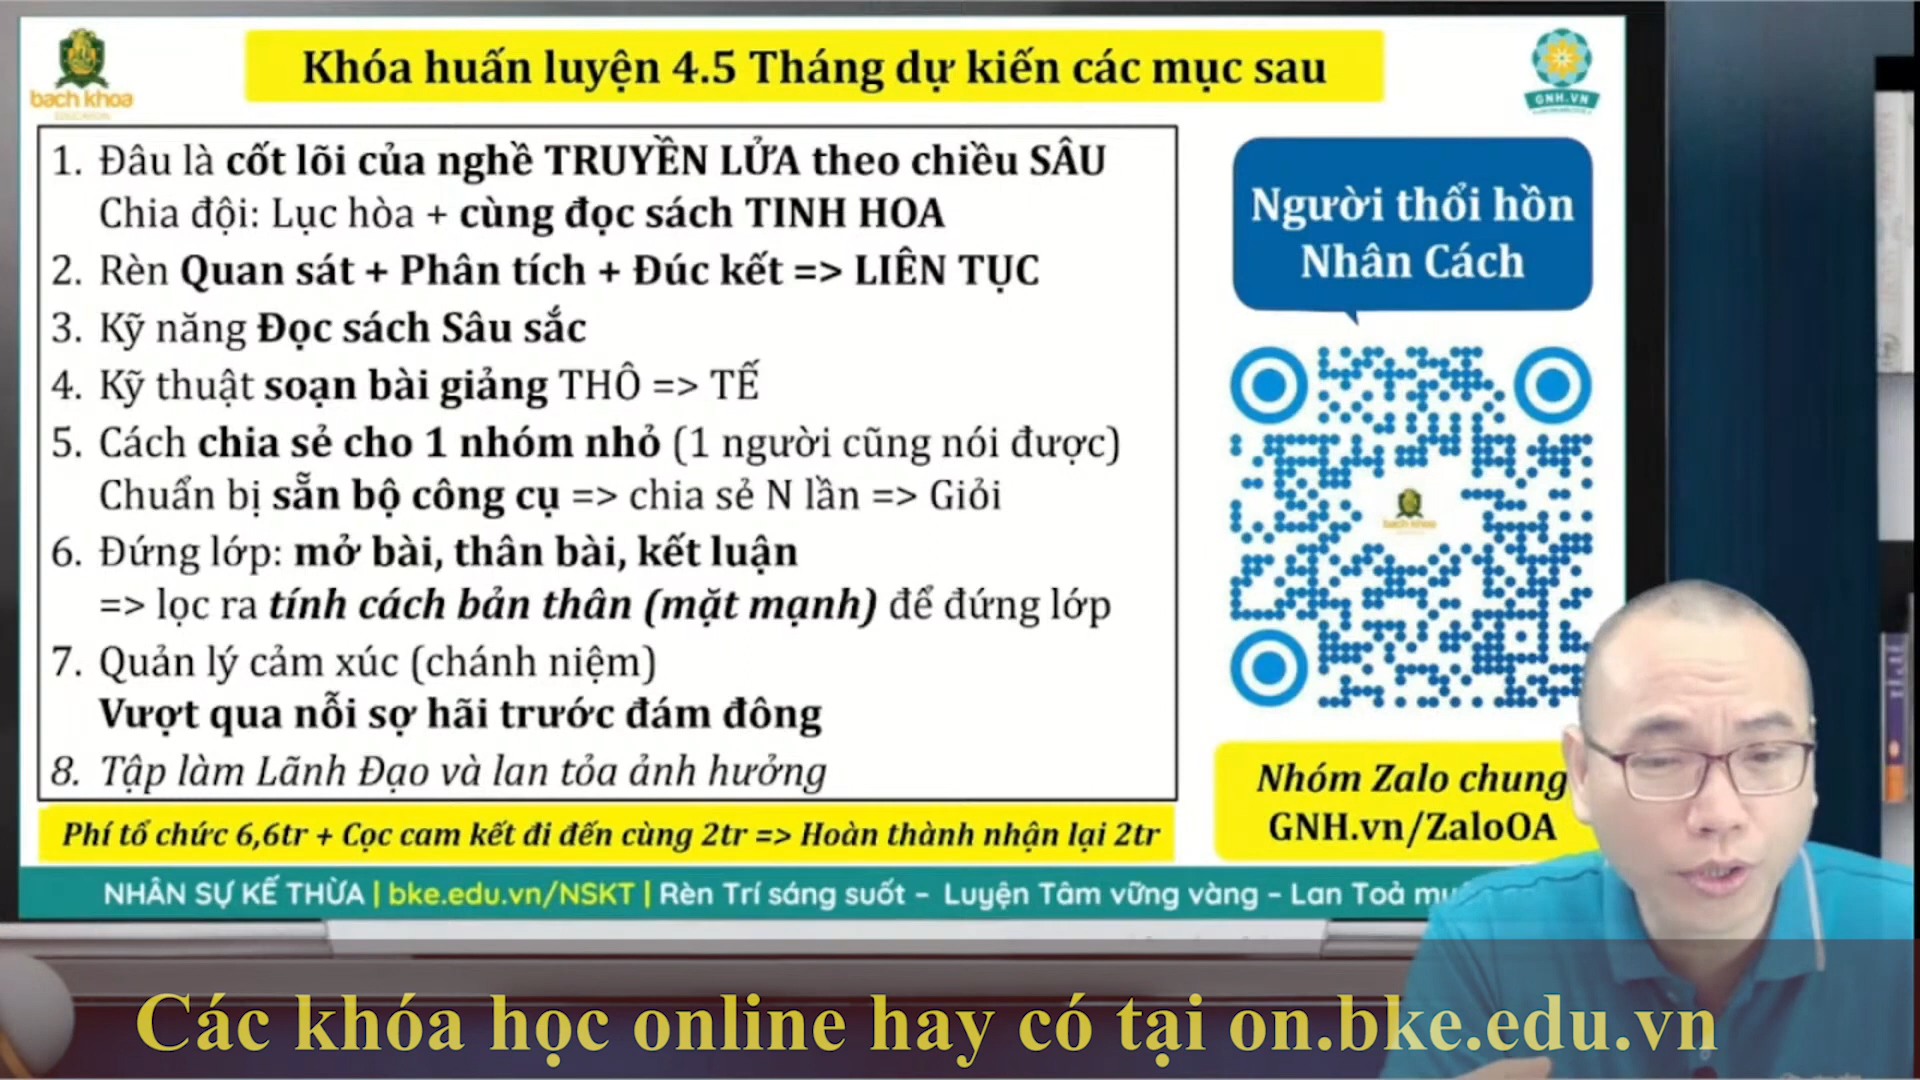 Khóa huấn luyện 4.5 Tháng dự kiến các mục sau
bach khoa
EDUCATION
GNH.VN
1. Đâu là cốt lõi của nghề TRUYỀN LỬA theo chiều SÂU
Chia đội: Lục hòa + cùng đọc sách TINH HOA
2. Rèn Quan sát + Phân tích + Đúc kết => LIÊN TỤC
3. Kỹ năng Đọc sách Sâu sắc
4. Kỹ thuật soạn bài giảng THÔ => TẾ
5. Cách chia sẻ cho 1 nhóm nhỏ (1 người cũng nói được)
Chuẩn bị sẵn bộ công cụ => chia sẻ N lần => Giỏi
6. Đứng lớp: mở bài, thân bài, kết luận
=> lọc ra tính cách bản thân (mặt mạnh) để đứng lớp
7. Quản lý cảm xúc (chánh niệm)
Vượt qua nỗi sợ hãi trước đám đông
8. Tập làm Lãnh Đạo và lan tỏa ảnh hưởng
Phí tổ chức 6,6tr + Cọc cam kết đi đến cùng 2tr => Hoàn thành nhận lại 2tr
Người thổi hồn
Nhân Cách
bach khoa
Nhóm Zalo chung
GNH.vn/ZaloOA
NHÂN SỰ KẾ THỪA | bke.edu.vn/NSKT | Rèn Trí sáng suốt – Luyện Tâm vững vàng – Lan Toả
Các khóa học online hay có tại on.bke.edu.vn